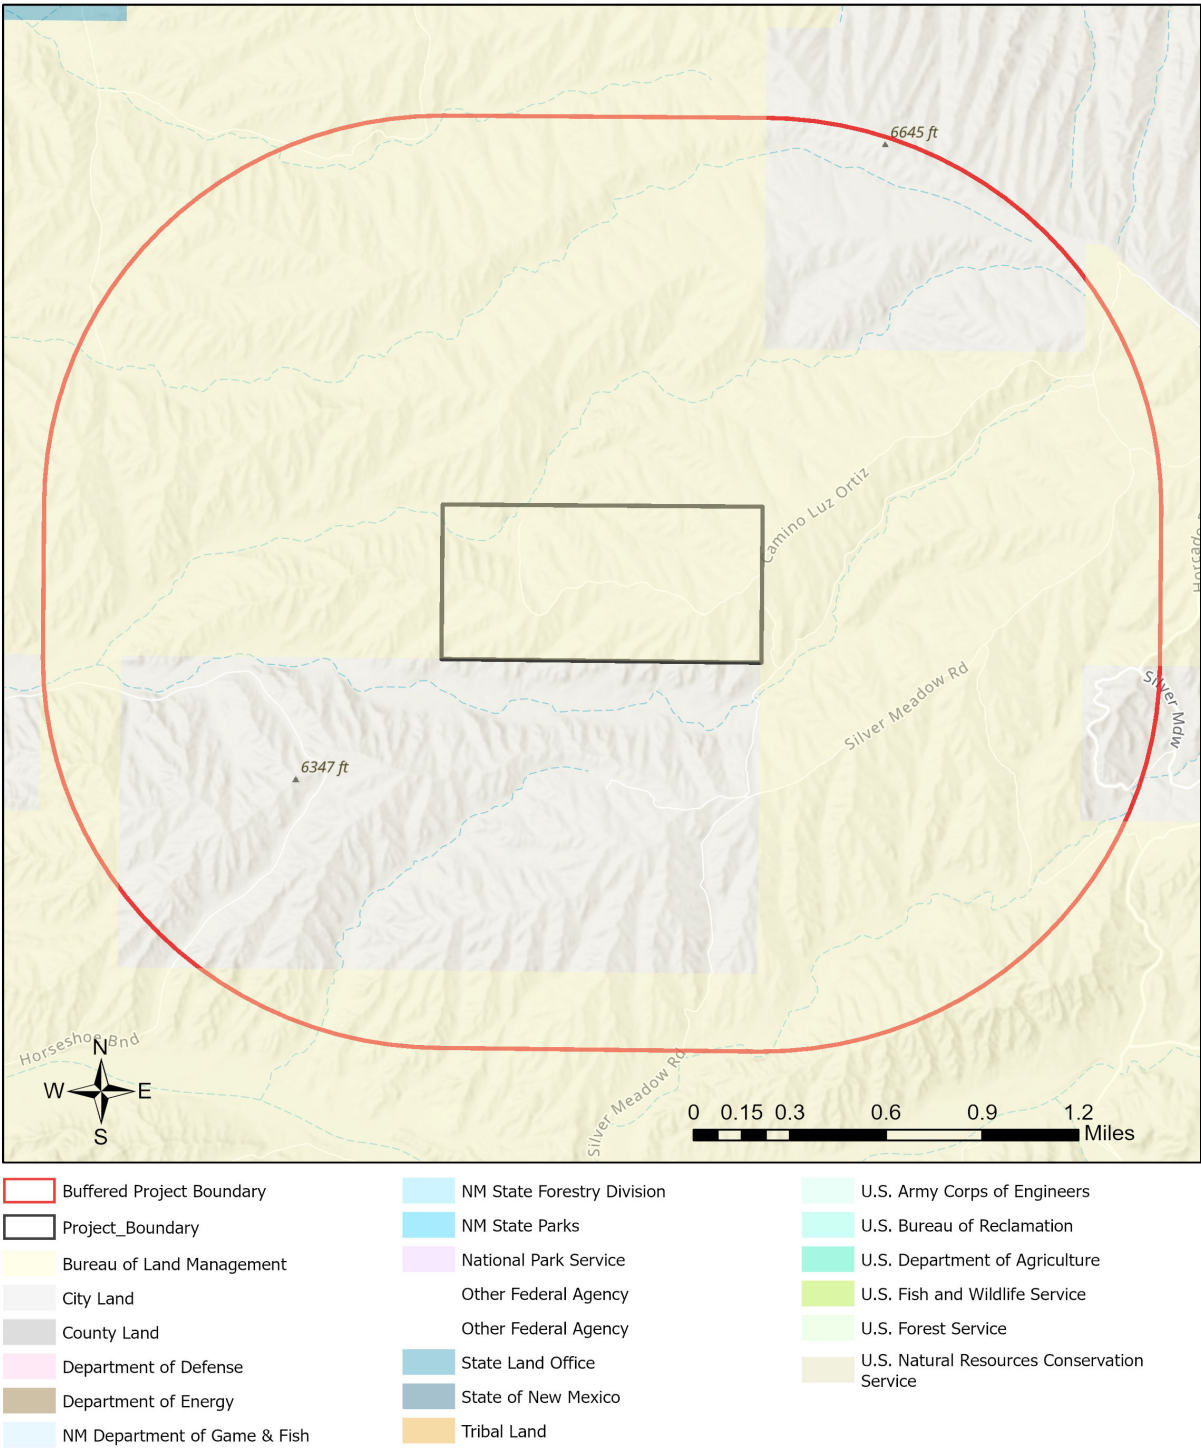 6645 ft
Camino Luz Ortiz
Silver Meadow Rd
Silver Mdw
6347 ft
Horseshoe Bnd
Silver Meadow Rd
N
W E
S
0 0.15 0.3 0.6 0.9 1.2
Miles
Buffered Project Boundary
Project_Boundary
Bureau of Land Management
City Land
County Land
Department of Defense
Department of Energy
NM Department of Game & Fish
NM State Forestry Division
NM State Parks
National Park Service
Other Federal Agency
Other Federal Agency
State Land Office
State of New Mexico
Tribal Land
U.S. Army Corps of Engineers
U.S. Bureau of Reclamation
U.S. Department of Agriculture
U.S. Fish and Wildlife Service
U.S. Forest Service
U.S. Natural Resources Conservation
Service